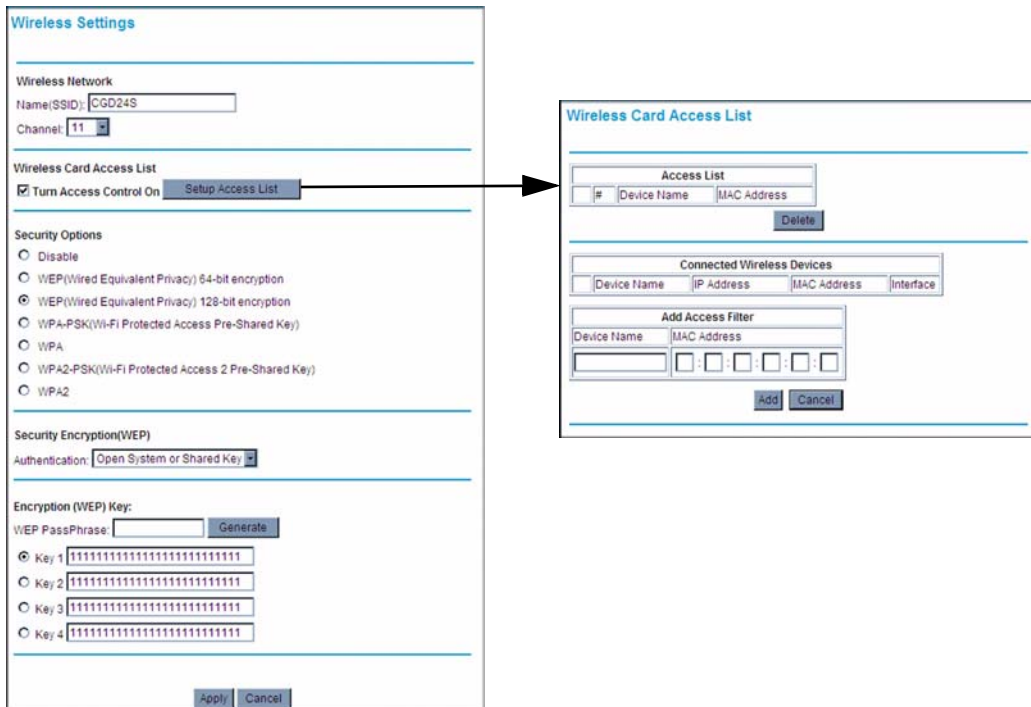 Wireless Settings
Wireless Network
Name(SSID): CGD24S
Channel: 11
Wireless Card Access List
Turn Access Control On Setup Access List
Security Options
Disable
WEP(Wired Equivalent Privacy) 64-bit encryption
WEP(Wired Equivalent Privacy) 128-bit encryption
WPA-PSK(Wi-Fi Protected Access Pre-Shared Key)
WPA
WPA2-PSK(Wi-Fi Protected Access 2 Pre-Shared Key)
WPA2
Security Encryption(WEP)
Authentication: Open System or Shared Key
Encryption (WEP) Key:
WEP PassPhrase: Generate
Key 1 11111111111111111111111111
Key 2 11111111111111111111111111
Key 3 11111111111111111111111111
Key 4 11111111111111111111111111
Apply Cancel
Wireless Card Access List
Access List
# Device Name MAC Address
Delete
Connected Wireless Devices
Device Name IP Address MAC Address Interface
Add Access Filter
Device Name MAC Address
: : : : :
Add Cancel